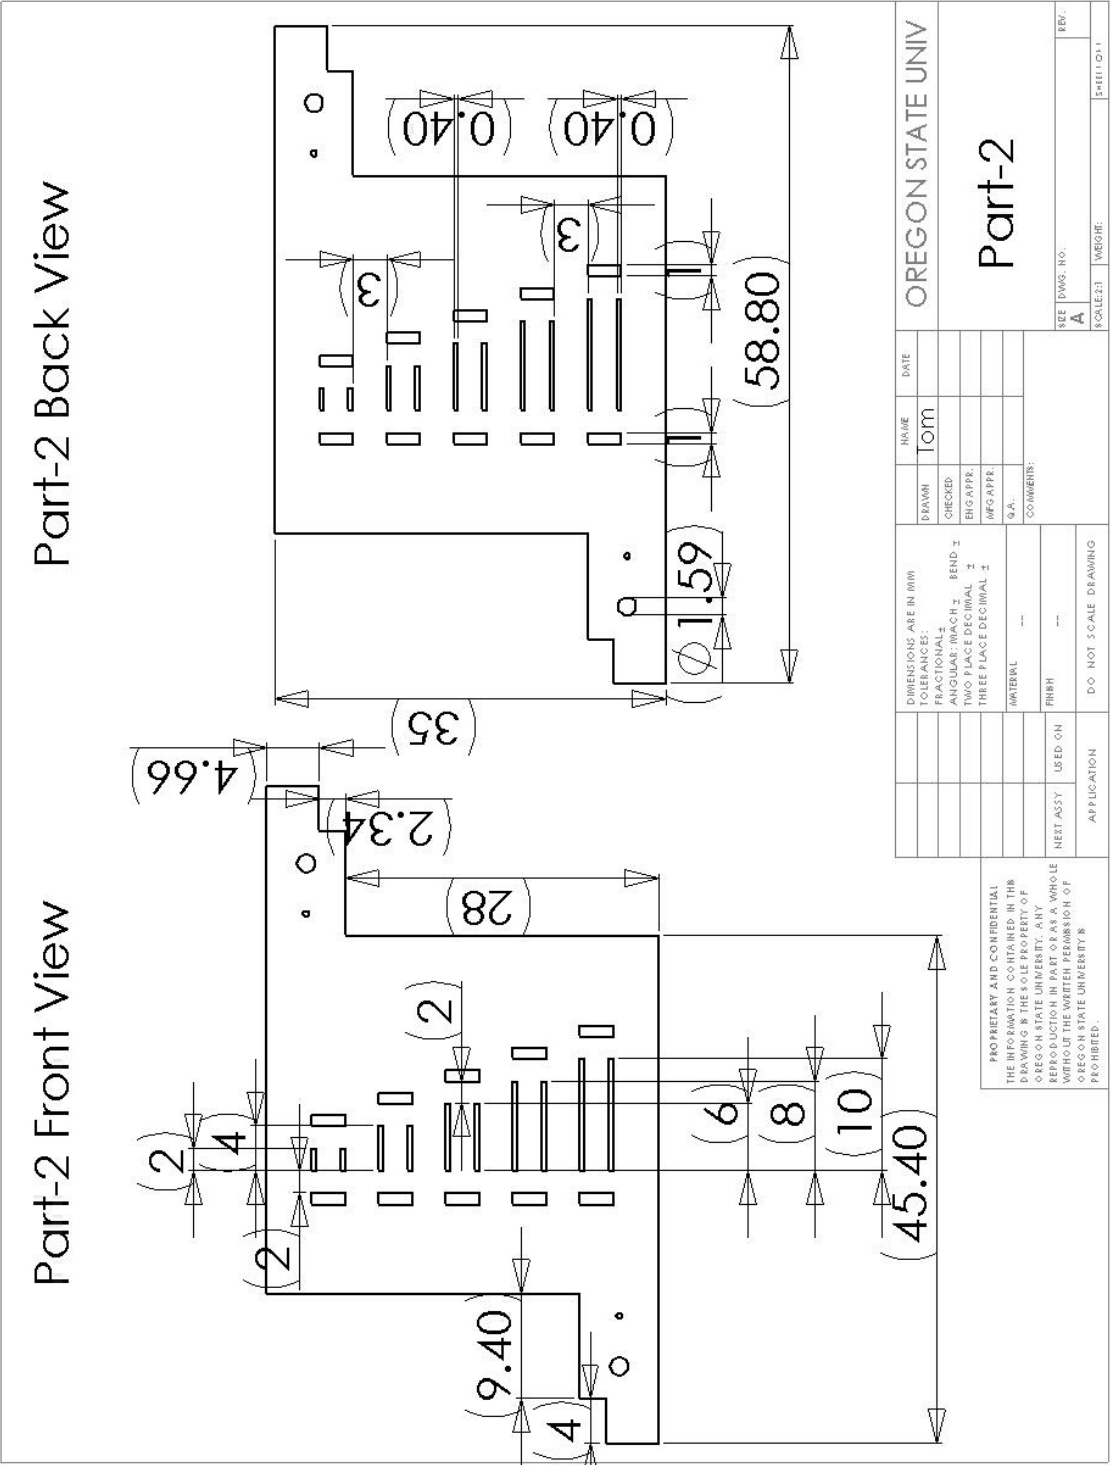 Part-2 Front View
Part-2 Back View
(2)
(4)
(2)
(4.66)
(2.34)
(28)
(2)
(9.40)
(4)
(6)
(8)
(10)
(45.40)
(35)
(3)
(3)
(0.40)
(0.40)
(1)
(1)
(Ø1.59)
(58.80)
PROPRIETARY AND CONFIDENTIAL
THE INFORMATION CONTAINED IN THIS
DRAWING IS THE SOLE PROPERTY OF
OREGON STATE UNIVERSITY. ANY
REPRODUCTION IN PART OR AS A WHOLE
WITHOUT THE WRITTEN PERMISSION OF
OREGON STATE UNIVERSITY IS
PROHIBITED.
NEXT ASSY
USED ON
APPLICATION
DIMENSIONS ARE IN MM
TOLERANCES:
FRACTIONAL±
ANGULAR: MACH± BEND ±
TWO PLACE DECIMAL ±
THREE PLACE DECIMAL ±
MATERIAL
--
FINISH
--
DO NOT SCALE DRAWING
NAME
DATE
DRAWN
Tom
CHECKED
ENG APPR.
MFG APPR.
Q.A.
COMMENTS:
OREGON STATE UNIV
Part-2
SIZE
A
DWG. NO.
REV.
SCALE:2:1
WEIGHT:
SHEET 1 OF 1